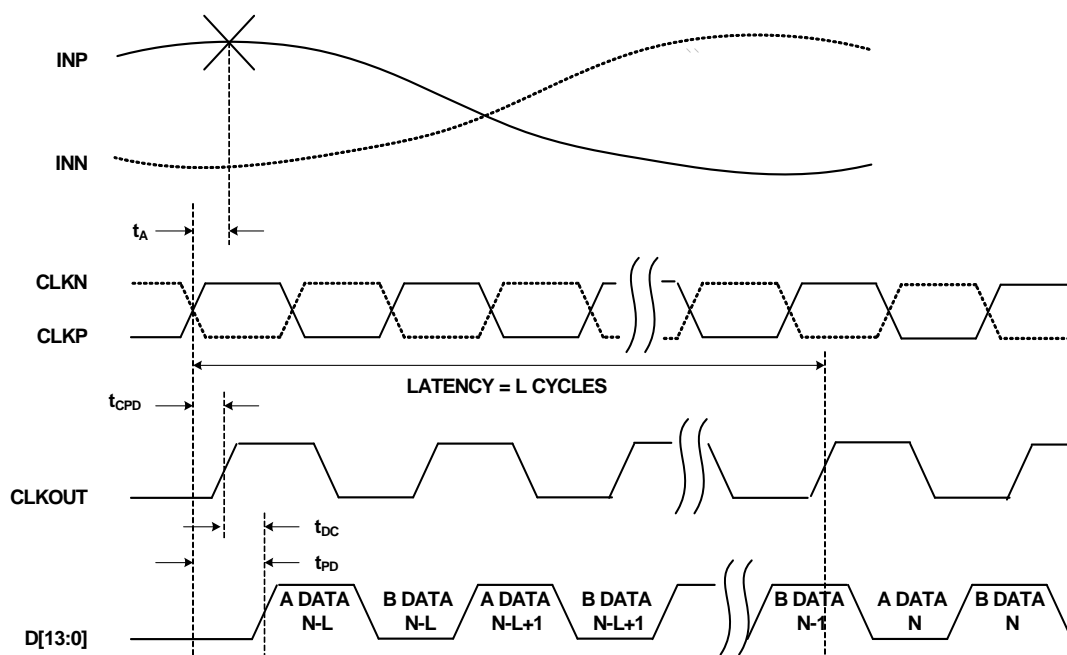 INP
INN
tA
CLKN
CLKP
LATENCY = L CYCLES
tCPD
CLKOUT
tDC
tPD
A DATA B DATA A DATA B DATA B DATA A DATA B DATA
N-L N-L N-L+1 N-L+1 N-1 N N
D[13:0]